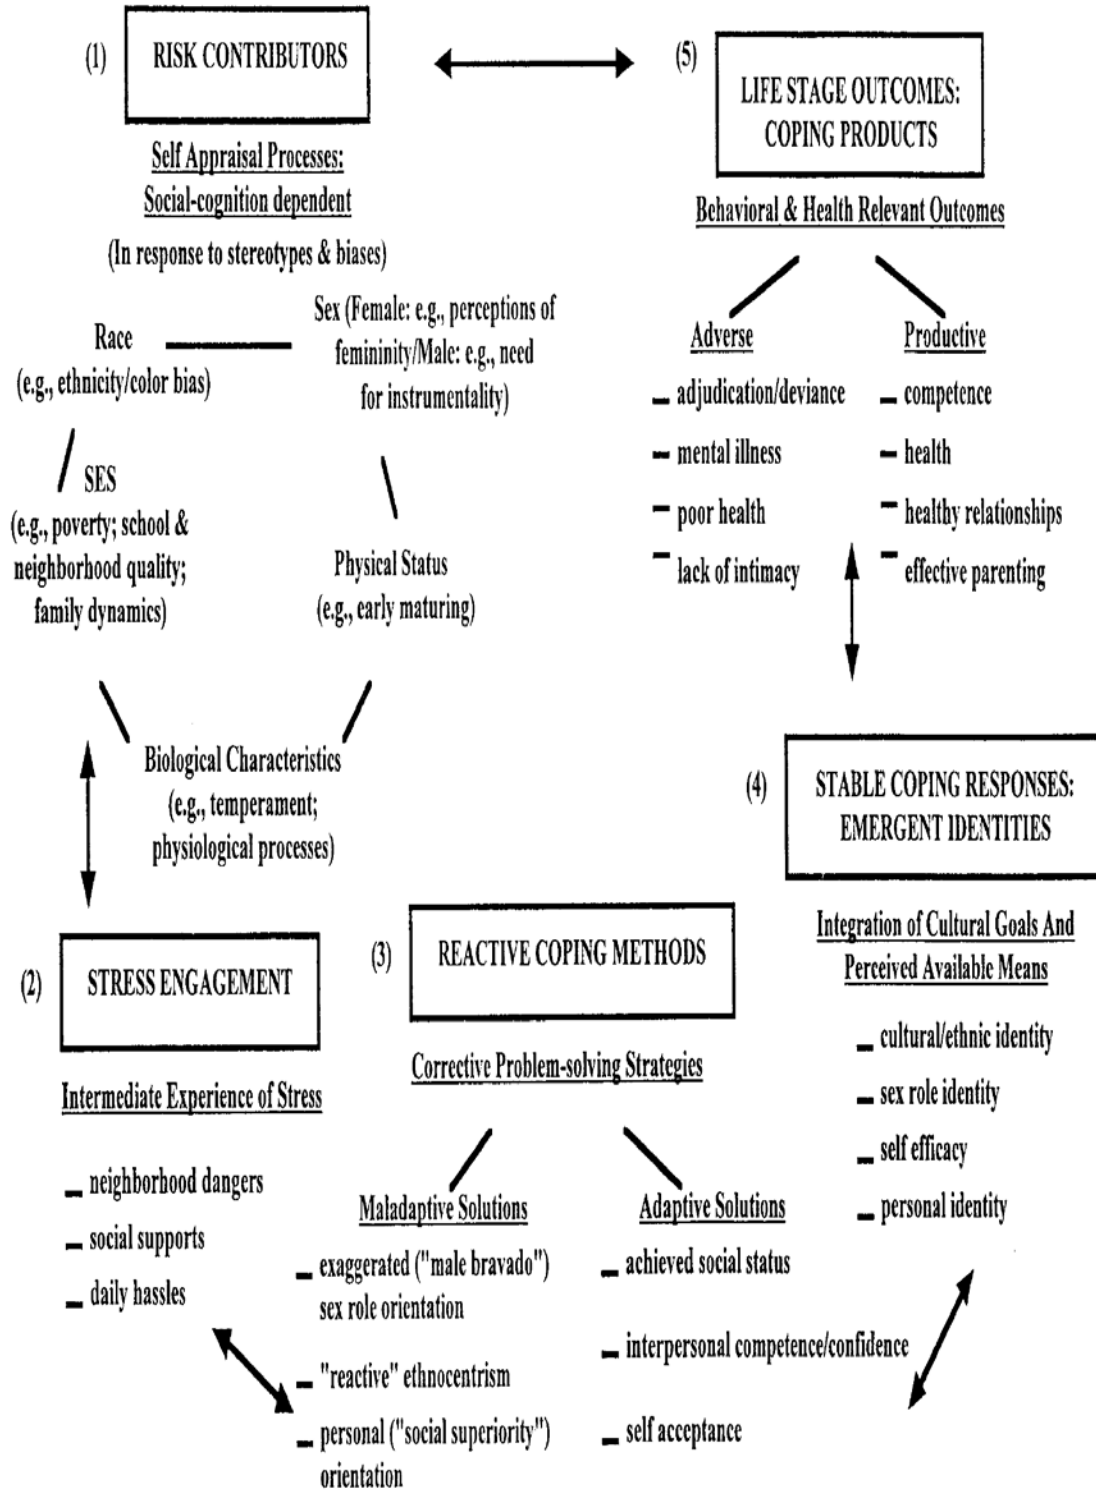 (1)
RISK CONTRIBUTORS
Self Appraisal Processes:
Social-cognition dependent
(In response to stereotypes & biases)
Race
(e.g., ethnicity/color bias)
Sex (Female: e.g., perceptions of
femininity/Male: e.g., need
for instrumentality)
SES
(e.g., poverty; school &
neighborhood quality;
family dynamics)
Physical Status
(e.g., early maturing)
Biological Characteristics
(e.g., temperament;
physiological processes)
(2)
STRESS ENGAGEMENT
Intermediate Experience of Stress
neighborhood dangers
social supports
daily hassles
(3)
REACTIVE COPING METHODS
Corrective Problem-solving Strategies
Maladaptive Solutions
exaggerated ("male bravado")
sex role orientation
"reactive" ethnocentrism
personal ("social superiority")
orientation
Adaptive Solutions
achieved social status
interpersonal competence/confidence
self acceptance
(4)
STABLE COPING RESPONSES:
EMERGENT IDENTITIES
Integration of Cultural Goals And
Perceived Available Means
cultural/ethnic identity
sex role identity
self efficacy
personal identity
(5)
LIFE STAGE OUTCOMES:
COPING PRODUCTS
Behavioral & Health Relevant Outcomes
Adverse
adjudication/deviance
mental illness
poor health
lack of intimacy
Productive
competence
health
healthy relationships
effective parenting